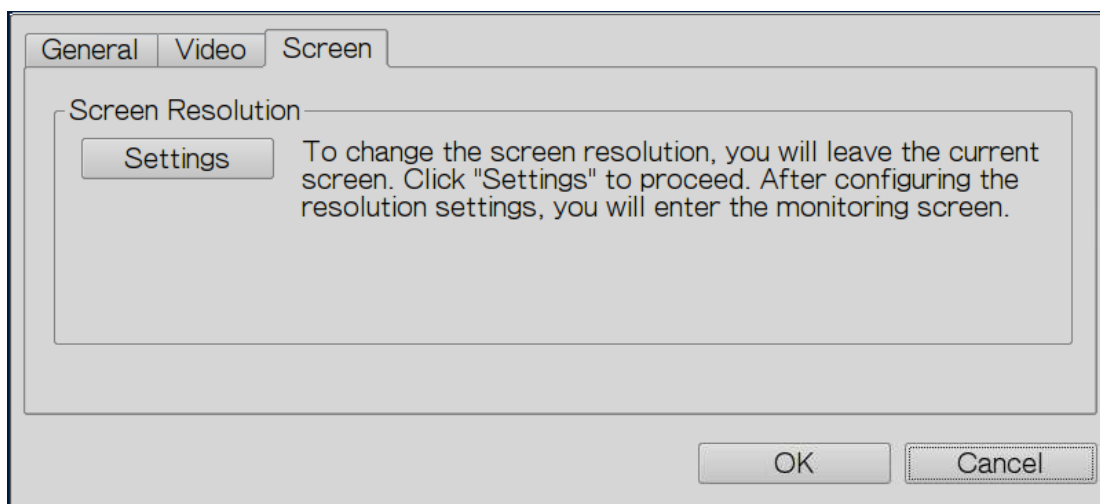 General Video Screen
Screen Resolution
Settings
To change the screen resolution, you will leave the current
screen. Click "Settings" to proceed. After configuring the
resolution settings, you will enter the monitoring screen.
OK Cancel